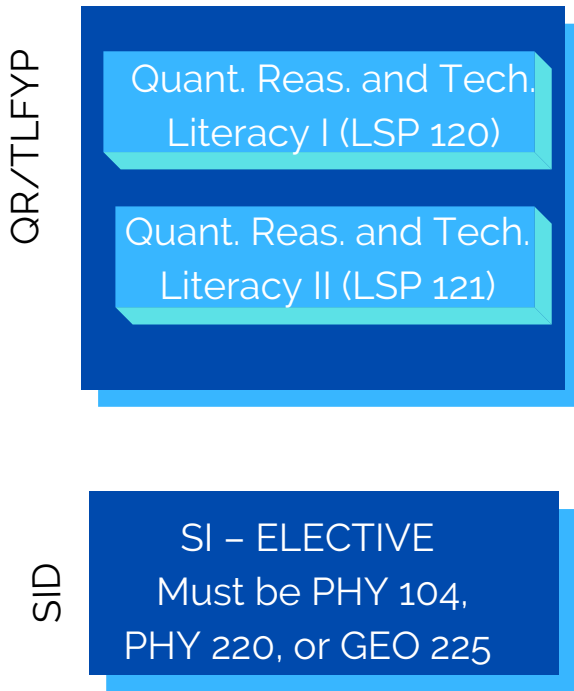 QR/TLFYP
Quant. Reas. and Tech.
Literacy I (LSP 120)
Quant. Reas. and Tech.
Literacy II (LSP 121)
SID
SI – ELECTIVE
Must be PHY 104,
PHY 220, or GEO 225